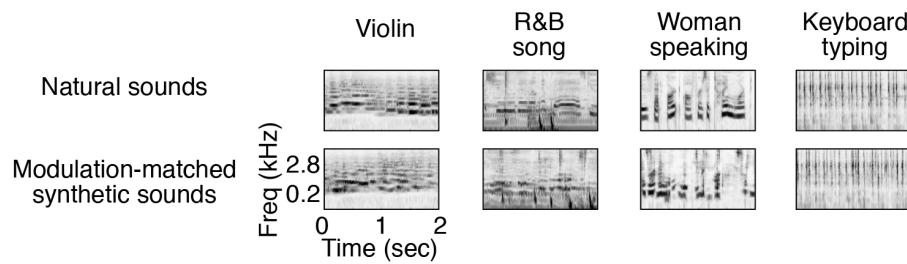 Violin
R&B
song
Woman
speaking
Keyboard
typing
Natural sounds
Modulation-matched
synthetic sounds
Freq (kHz)
2.8
0.2
0 1 2
Time (sec)